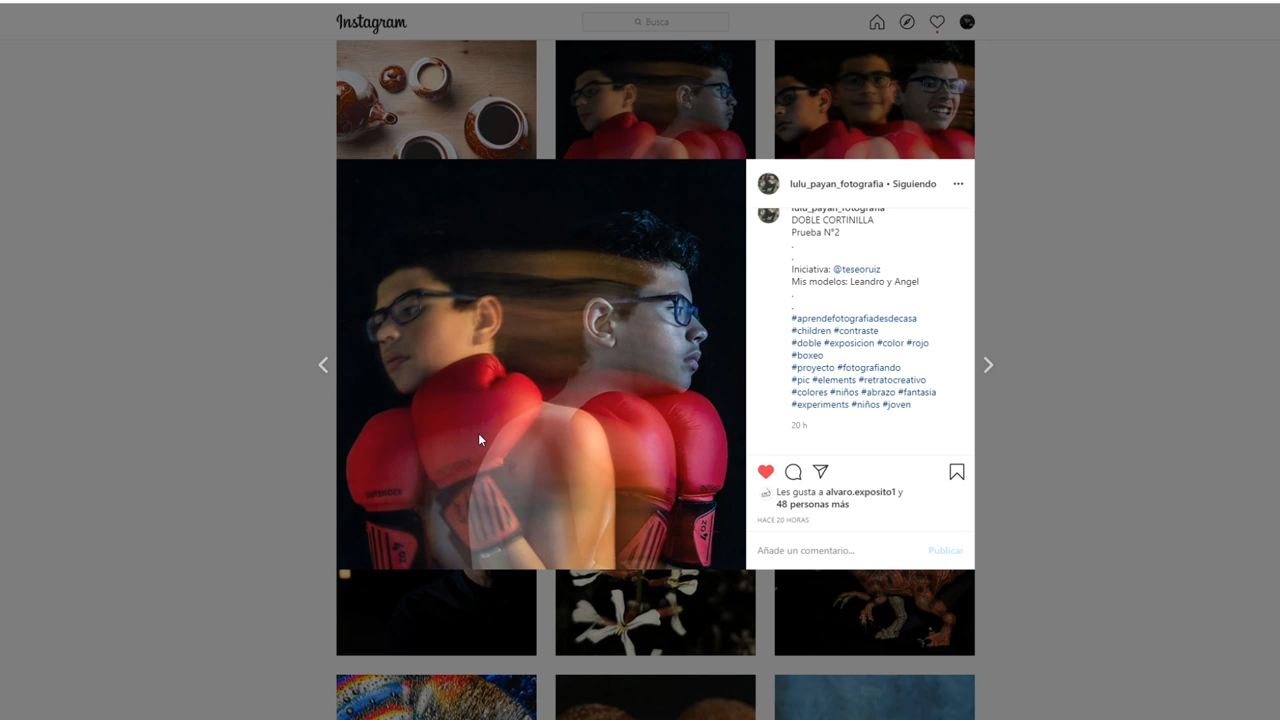 Instagram
Busca
lulu_payan_fotografia • Siguiendo
•••
lulu_payan_fotografia
DOBLE CORTINILLA
Prueba N°2
.
.
Iniciativa: @teseoruiz
Mis modelos: Leandro y Angel
.
.
#aprendefotografiadesdecasa
#children #contraste
#doble #exposicion #color #rojo
#boxeo
#proyecto #fotografiando
#pic #elements #retratocreativo
#colores #niños #abrazo #fantasia
#experiments #niños #joven
20 h
Les gusta a alvaro.exposito1 y
48 personas más
HACE 20 HORAS
Añade un comentario...
Publicar